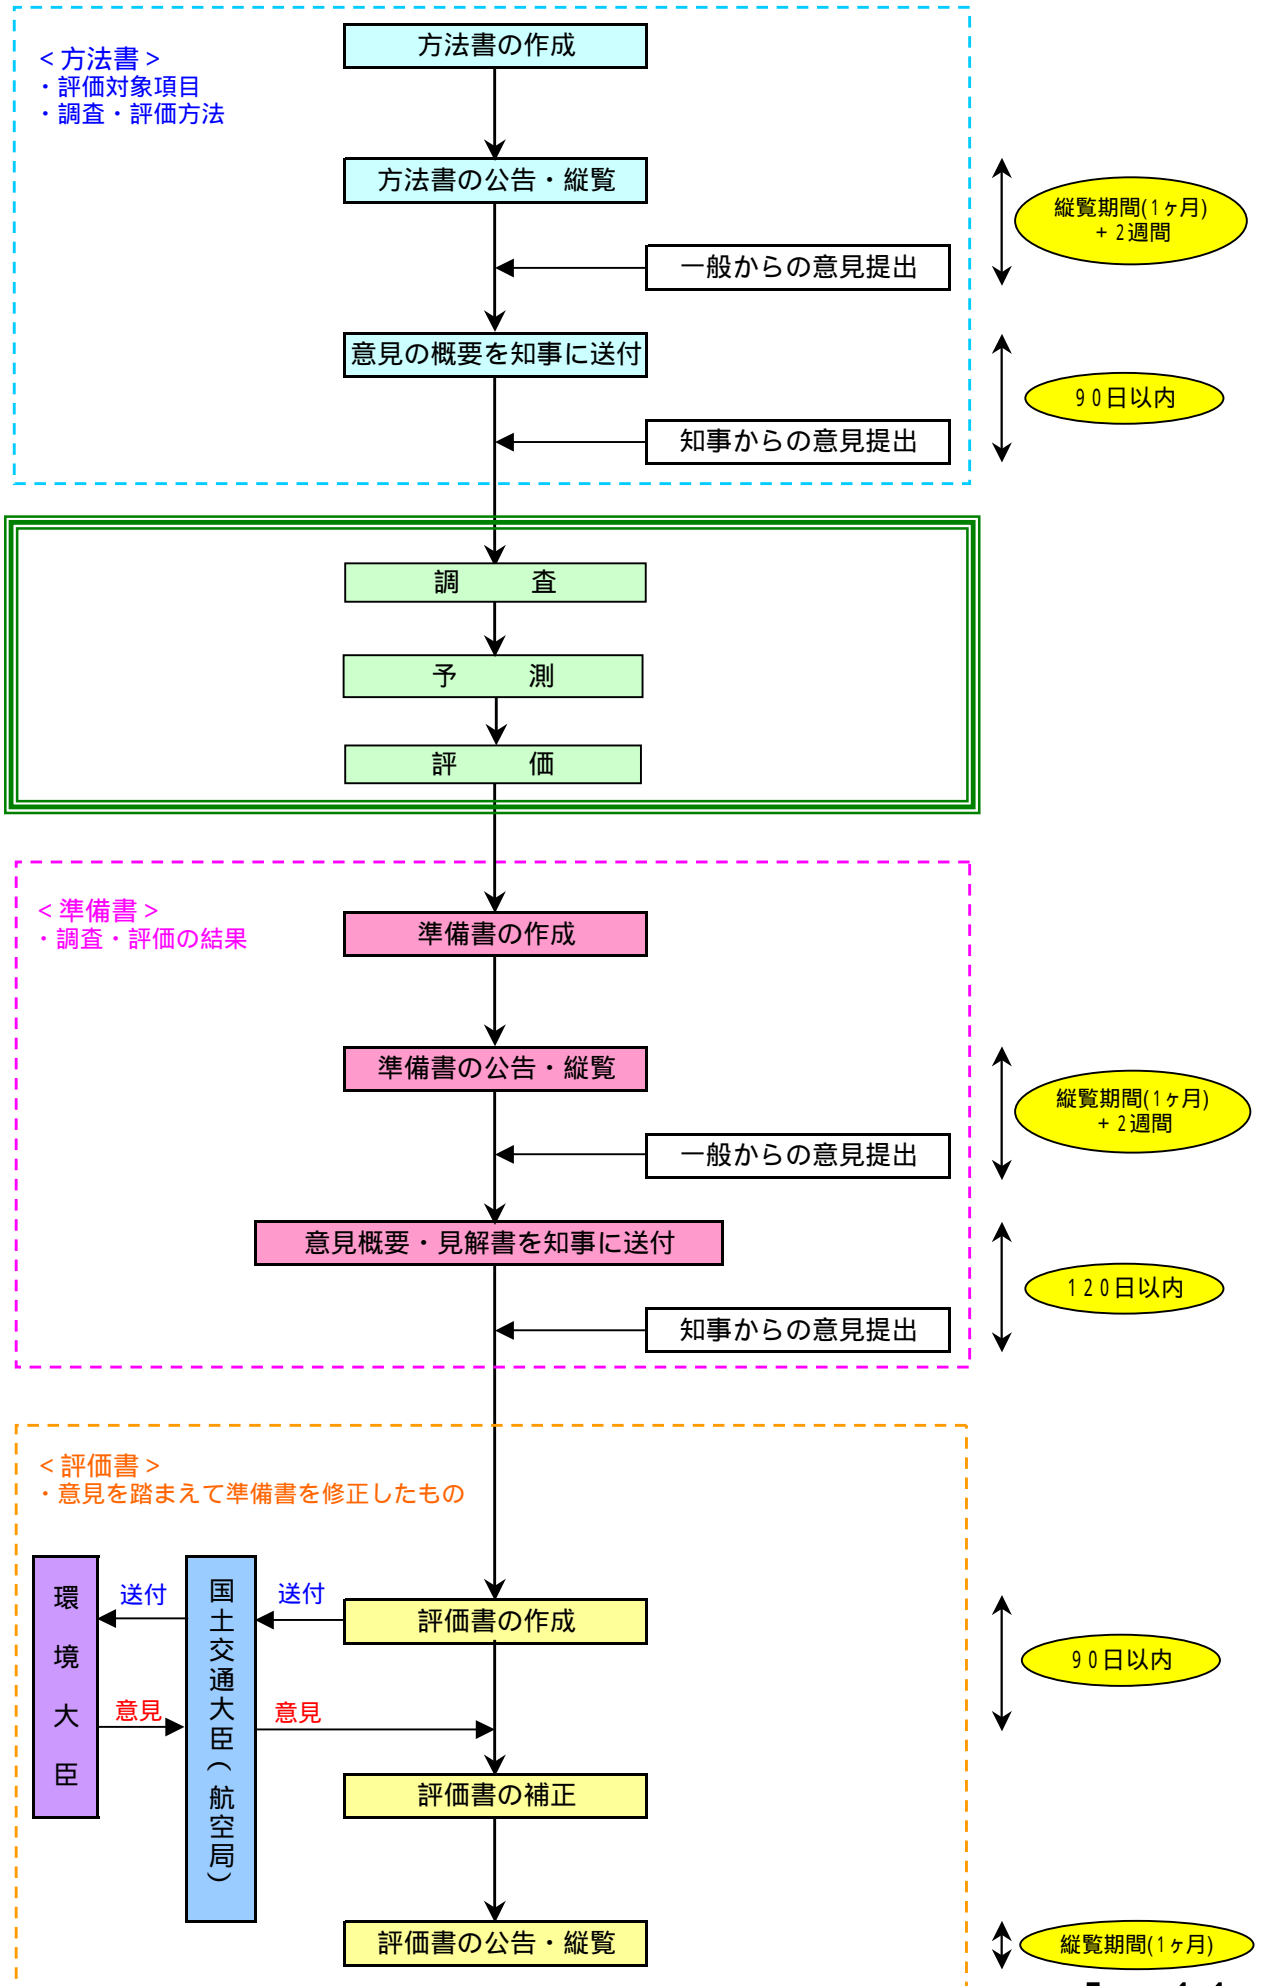 方法書の作成
<方法書>
・評価対象項目
・調査・評価方法
方法書の公告・縦覧
縦覧期間(1ヶ月)
+ 2週間
一般からの意見提出
意見の概要を知事に送付
90日以内
知事からの意見提出
調 査
予 測
評 価
<準備書>
・調査・評価の結果
準備書の作成
準備書の公告・縦覧
縦覧期間(1ヶ月)
+ 2週間
一般からの意見提出
意見概要・見解書を知事に送付
120日以内
知事からの意見提出
<評価書>
・意見を踏まえて準備書を修正したもの
環境大臣
送付
国土交通大臣(航空局)
送付
評価書の作成
90日以内
意見
意見
評価書の補正
評価書の公告・縦覧
縦覧期間(1ヶ月)